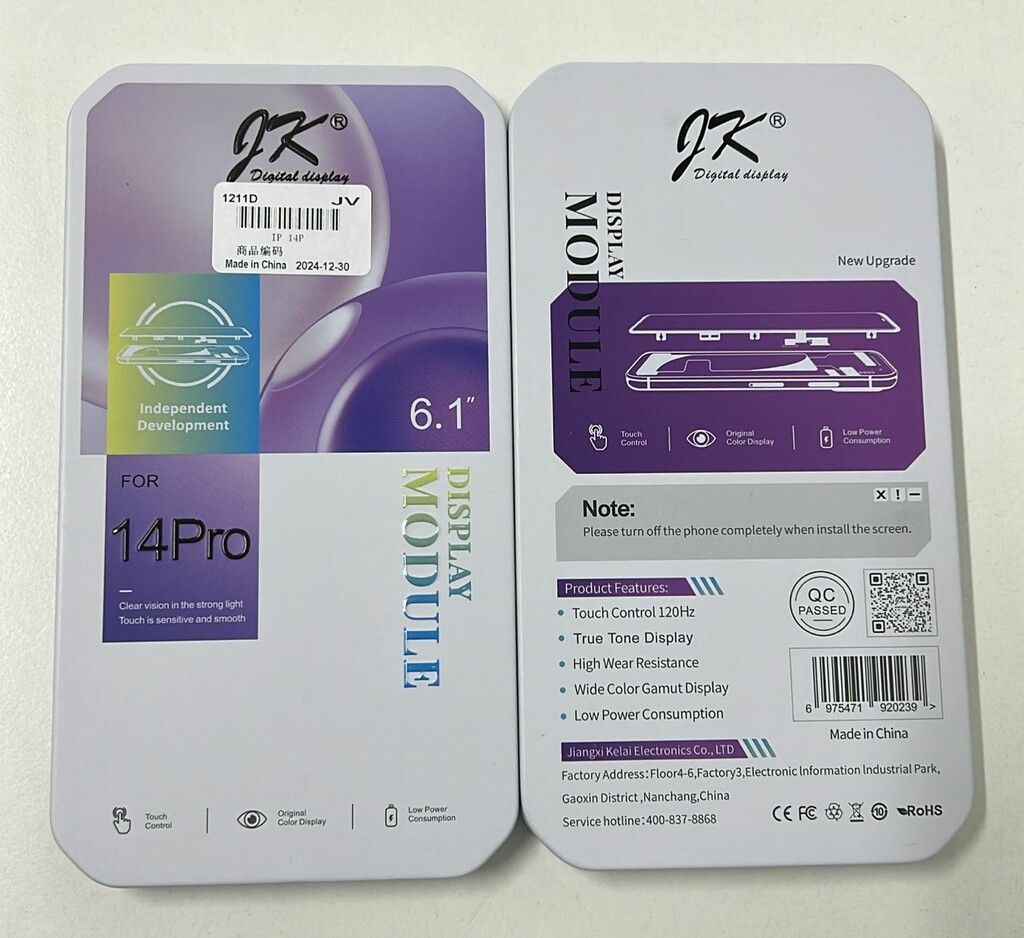 JK®
Digital display
1211D JV
IP 14P
商品编码
Made in China 2024-12-30
Independent
Development
6.1"
FOR
14Pro
Clear vision in the strong light
Touch is sensitive and smooth
DISPLAY
MODULE
Touch
Control
Original
Color Display
Low Power
Consumption
JK®
Digital display
DISPLAY
MODULE
New Upgrade
Touch
Control
Original
Color Display
Low Power
Consumption
X ! —
Note:
Please turn off the phone completely when install the screen.
Product Features:
• Touch Control 120Hz
• True Tone Display
• High Wear Resistance
• Wide Color Gamut Display
• Low Power Consumption
QC
PASSED
6 975471 920239 >
Made in China
Jiangxi Kelai Electronics Co., LTD
Factory Address:Floor4-6,Factory3,Electronic Information Industrial Park,
Gaoxin District ,Nanchang,China
Service hotline:400-837-8868
CE FC 10 RoHS